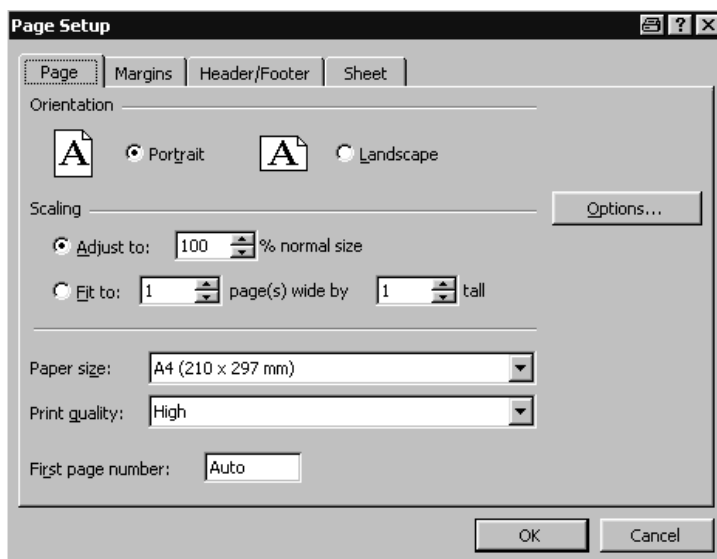 Page Setup
Page Margins Header/Footer Sheet
Orientation
A Portrait A Landscape
Scaling
Options...
Adjust to: 100 % normal size
Fit to: 1 page(s) wide by 1 tall
Paper size: A4 (210 x 297 mm)
Print quality: High
First page number: Auto
OK Cancel